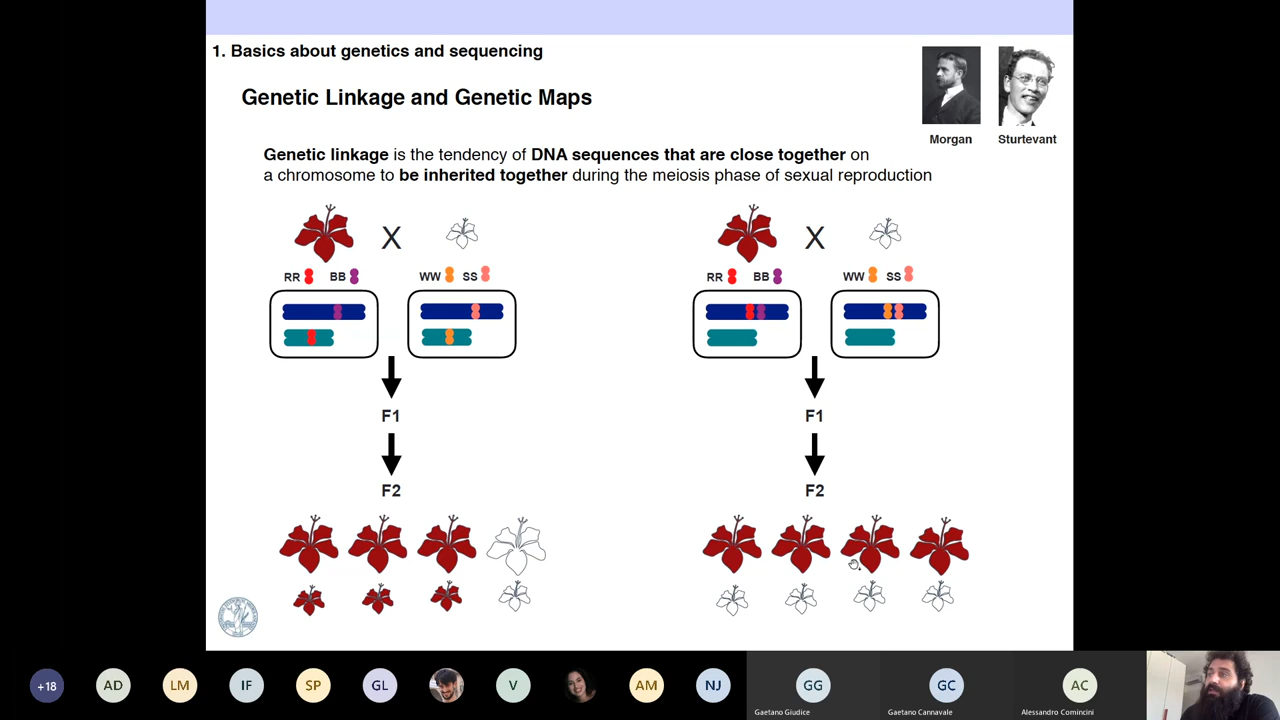 1. Basics about genetics and sequencing
Genetic Linkage and Genetic Maps
Morgan Sturtevant
Genetic linkage is the tendency of DNA sequences that are close together on
a chromosome to be inherited together during the meiosis phase of sexual reproduction
X X
RR BB WW SS RR BB WW SS
F1 F1
F2 F2
+18 AD LM IF SP GL V AM NJ GG GC AC
Gaetano Giudice Gaetano Cannavale Alessandro Comincini